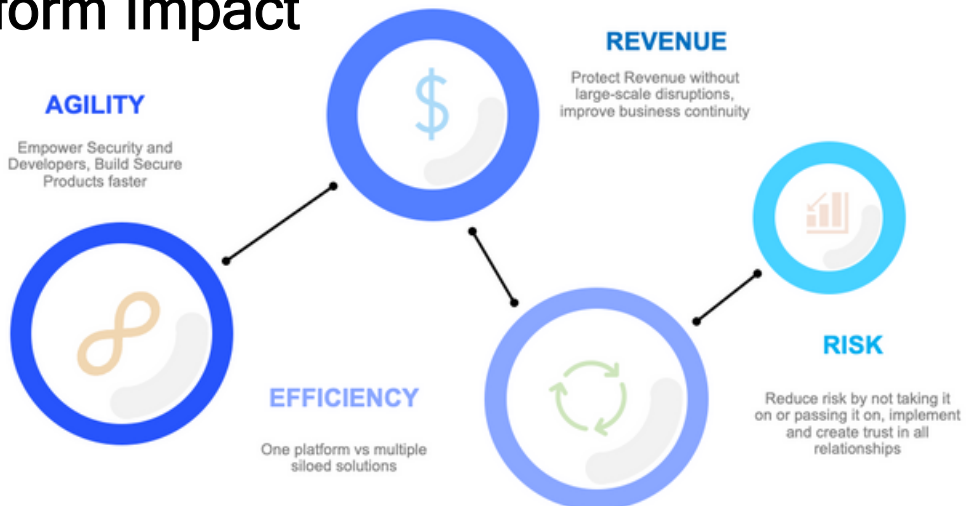 form Impact
AGILITY
Empower Security and
Developers, Build Secure
Products faster
$
REVENUE
Protect Revenue without
large-scale disruptions,
improve business continuity
EFFICIENCY
One platform vs multiple
siloed solutions
RISK
Reduce risk by not taking it
on or passing it on, implement
and create trust in all
relationships